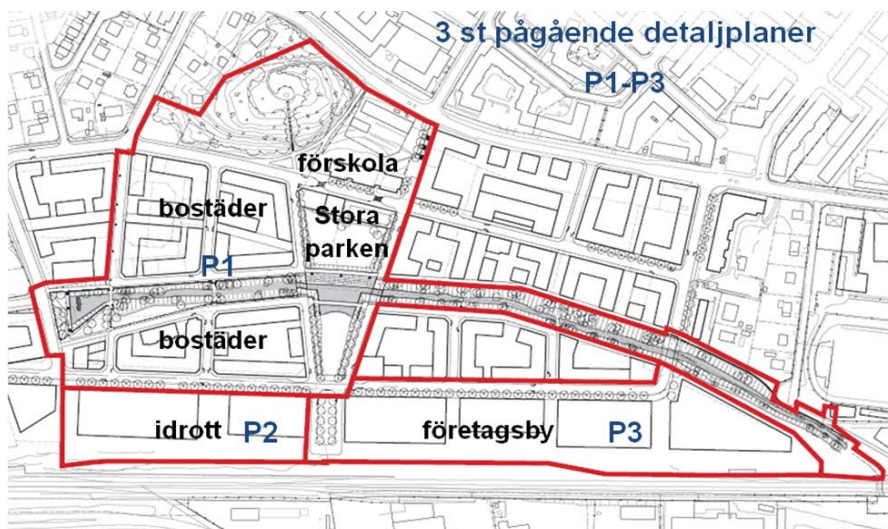 3 st pågående detaljplaner
P1-P3
förskola
bostäder
Stora
parken
P1
bostäder
idrott
P2
företagsby
P3